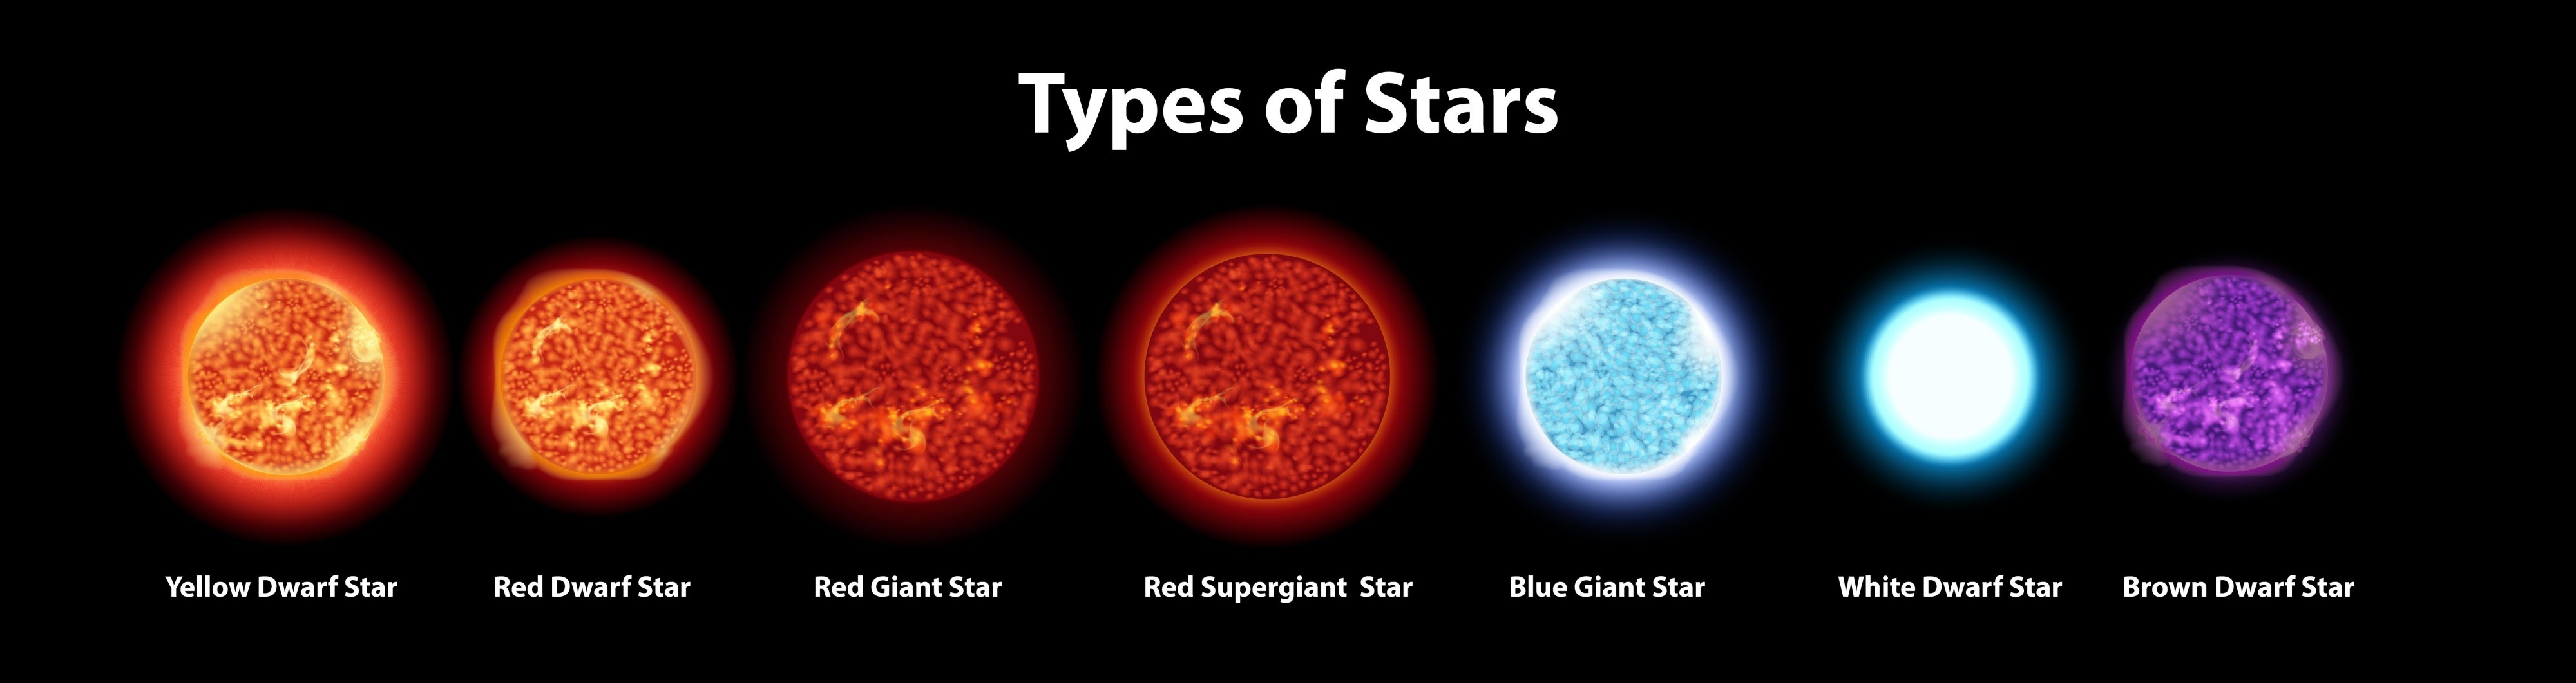 Types of Stars
Yellow Dwarf Star
Red Dwarf Star
Red Giant Star
Red Supergiant  Star
Blue Giant Star
White Dwarf Star
Brown Dwarf Star